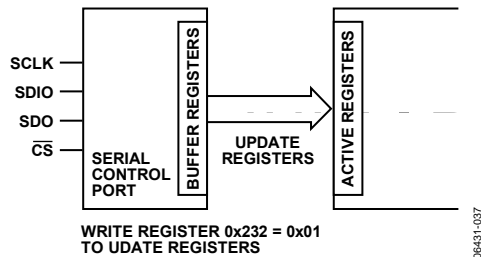 SCLK
SDIO
SDO
CS
SERIAL
CONTROL
PORT
BUFFER REGISTERS
UPDATE
REGISTERS
ACTIVE REGISTERS
WRITE REGISTER 0x232 = 0x01
TO UDATE REGISTERS
06431-037